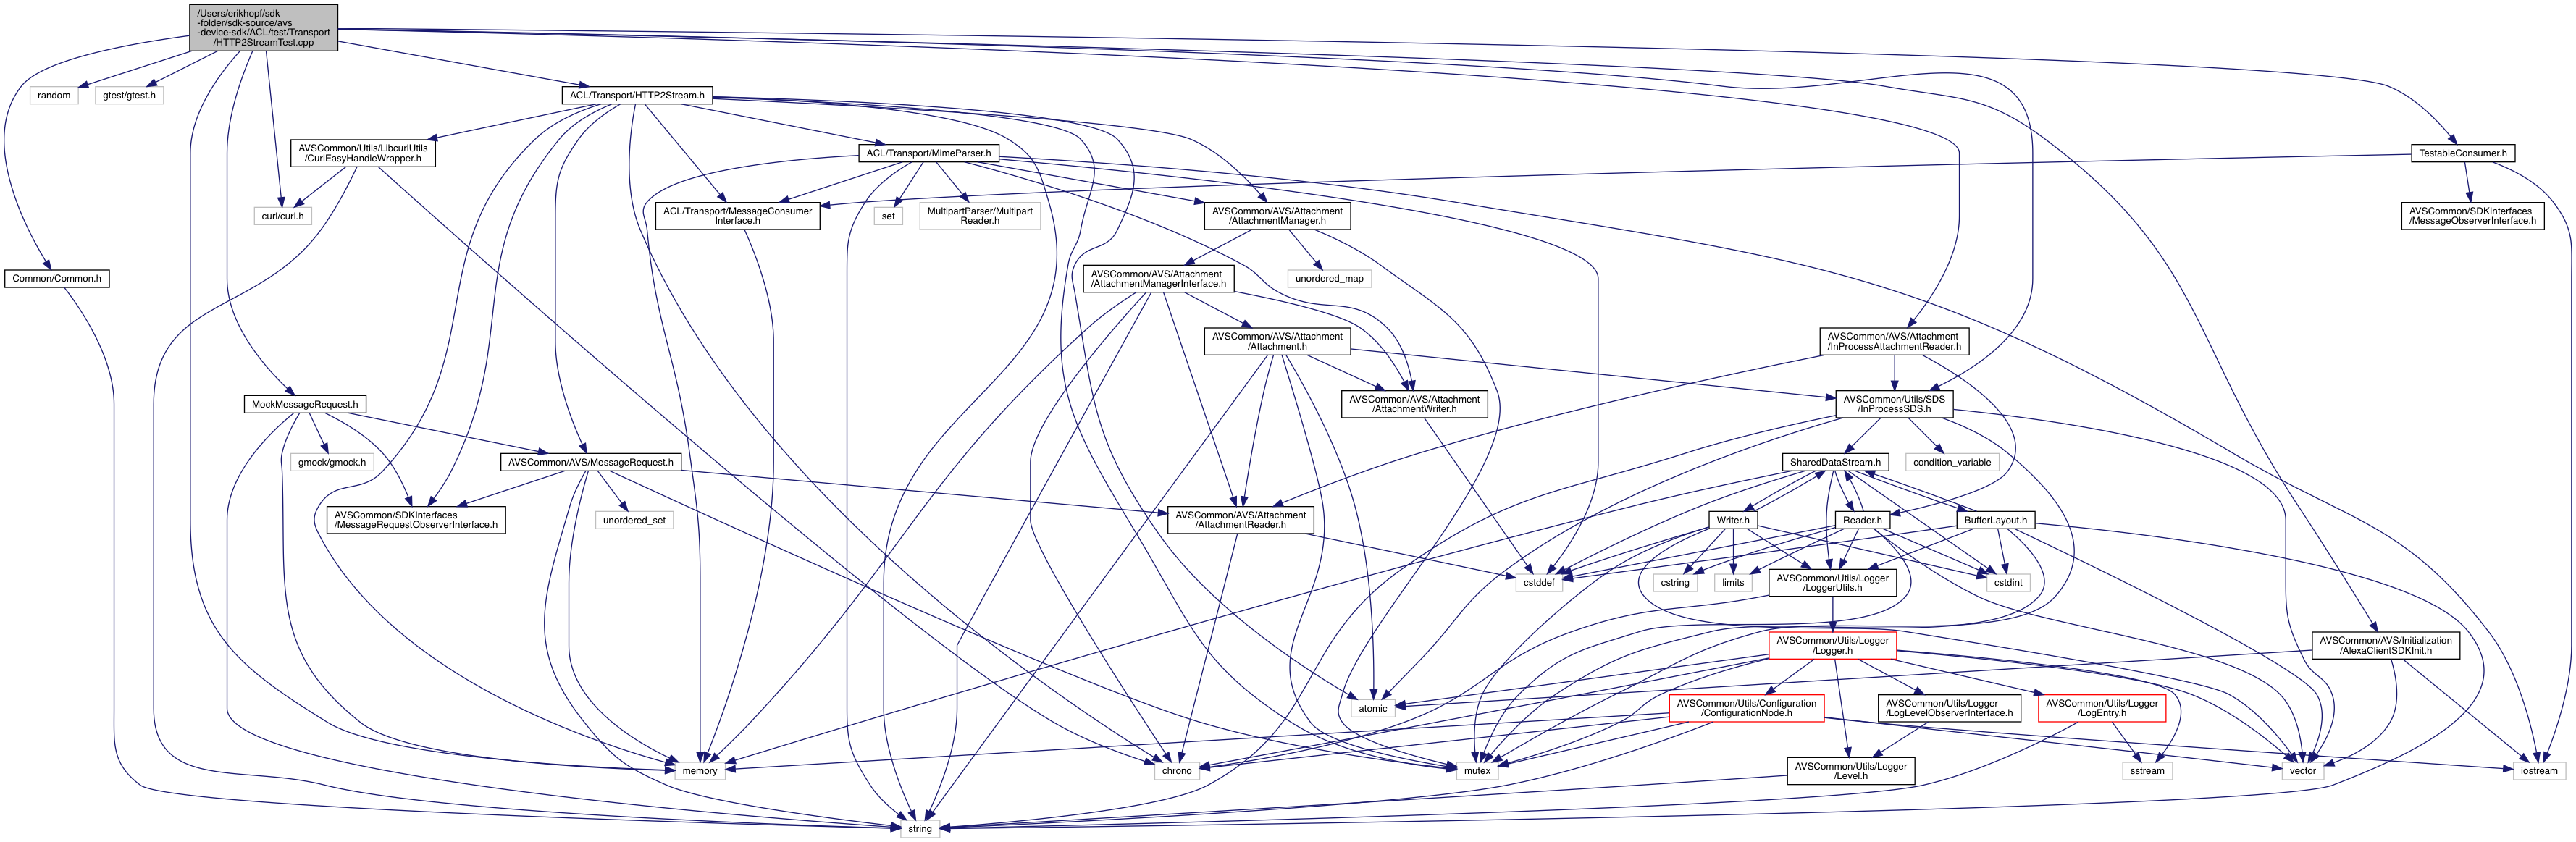 /Users/erikhopf/sdk
-folder/sdk-source/avs
-device-sdk/ACL/test/Transport
/HTTP2StreamTest.cpp
random
gtest/gtest.h
ACL/Transport/HTTP2Stream.h
AVSCommon/Utils/LibcurlUtils
/CurlEasyHandleWrapper.h
ACL/Transport/MimeParser.h
TestableConsumer.h
curl/curl.h
ACL/Transport/MessageConsumer
Interface.h
set
MultipartParser/Multipart
Reader.h
AVSCommon/AVS/Attachment
/AttachmentManager.h
AVSCommon/SDKInterfaces
/MessageObserverInterface.h
Common/Common.h
AVSCommon/AVS/Attachment
/AttachmentManagerInterface.h
unordered_map
AVSCommon/AVS/Attachment
/Attachment.h
AVSCommon/AVS/Attachment
/InProcessAttachmentReader.h
MockMessageRequest.h
AVSCommon/AVS/Attachment
/AttachmentWriter.h
AVSCommon/Utils/SDS
/InProcessSDS.h
gmock/gmock.h
AVSCommon/AVS/MessageRequest.h
SharedDataStream.h
condition_variable
AVSCommon/SDKInterfaces
/MessageRequestObserverInterface.h
unordered_set
AVSCommon/AVS/Attachment
/AttachmentReader.h
Writer.h
Reader.h
BufferLayout.h
cstddef
cstring
limits
AVSCommon/Utils/Logger
/LoggerUtils.h
cstdint
AVSCommon/Utils/Logger
/Logger.h
AVSCommon/AVS/Initialization
/AlexaClientSDKInit.h
atomic
AVSCommon/Utils/Configuration
/ConfigurationNode.h
AVSCommon/Utils/Logger
/LogLevelObserverInterface.h
AVSCommon/Utils/Logger
/LogEntry.h
memory
chrono
mutex
AVSCommon/Utils/Logger
/Level.h
sstream
vector
iostream
string